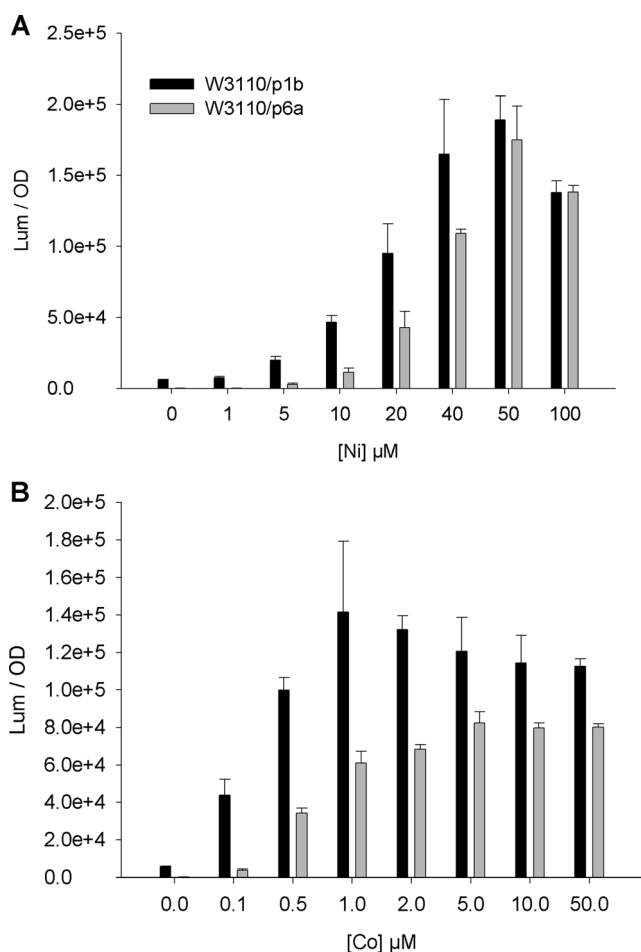 A
2.5e+5
2.0e+5
1.5e+5
1.0e+5
5.0e+4
0.0
Lum / OD
W3110/p1b
W3110/p6a
0 1 5 10 20 40 50 100
[Ni] µM
B
2.0e+5
1.8e+5
1.6e+5
1.4e+5
1.2e+5
1.0e+5
8.0e+4
6.0e+4
4.0e+4
2.0e+4
0.0
Lum / OD
0.0 0.1 0.5 1.0 2.0 5.0 10.0 50.0
[Co] µM